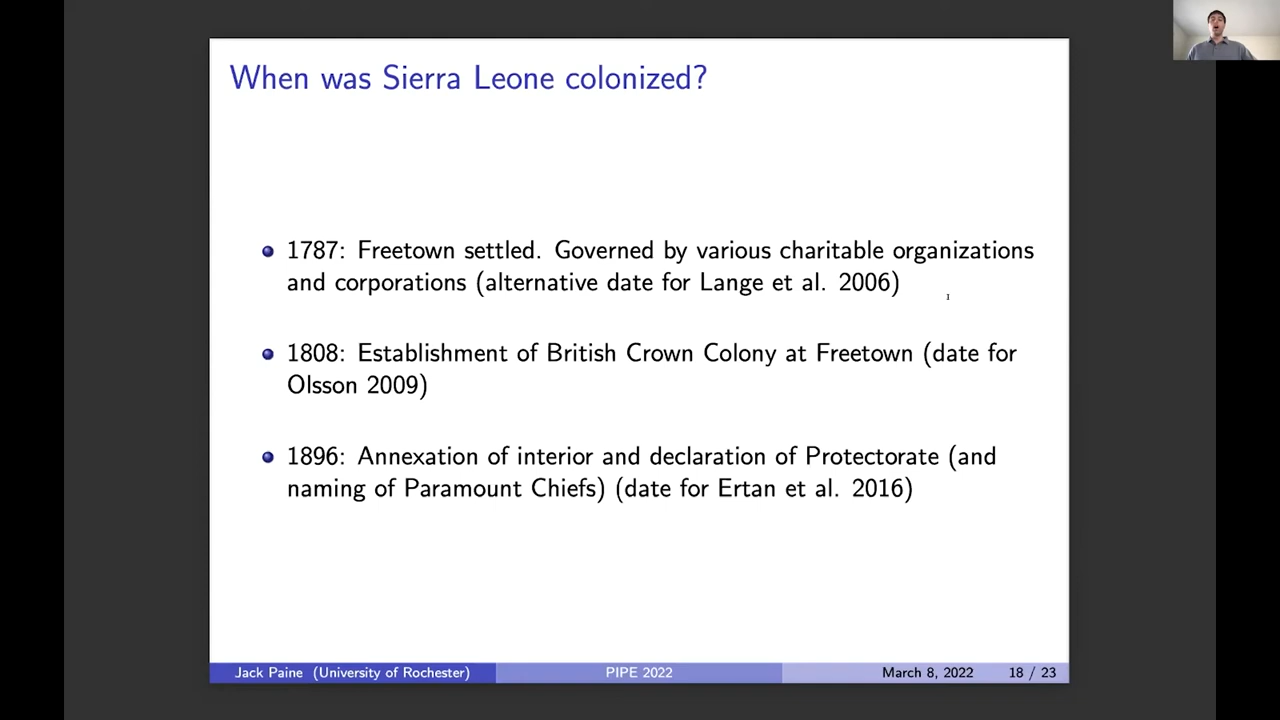 When was Sierra Leone colonized?
1787: Freetown settled. Governed by various charitable organizations
and corporations (alternative date for Lange et al. 2006)
1808: Establishment of British Crown Colony at Freetown (date for
Olsson 2009)
1896: Annexation of interior and declaration of Protectorate (and
naming of Paramount Chiefs) (date for Ertan et al. 2016)
Jack Paine (University of Rochester) PIPE 2022 March 8, 2022 18 / 23